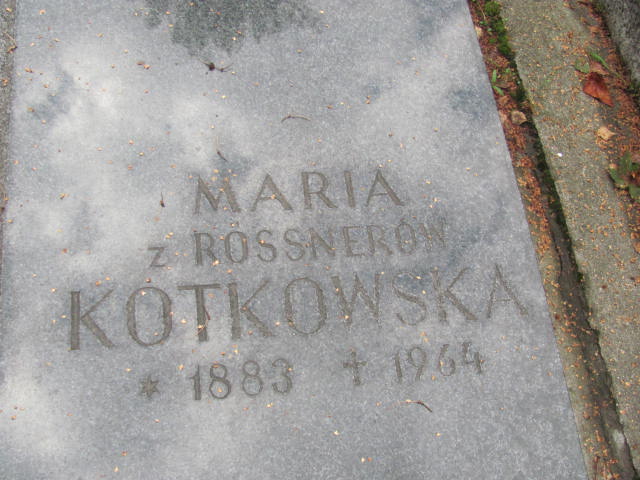 MARIA
z ROSSNERÓW
KOTKOWSKA
* 1883 † 1964